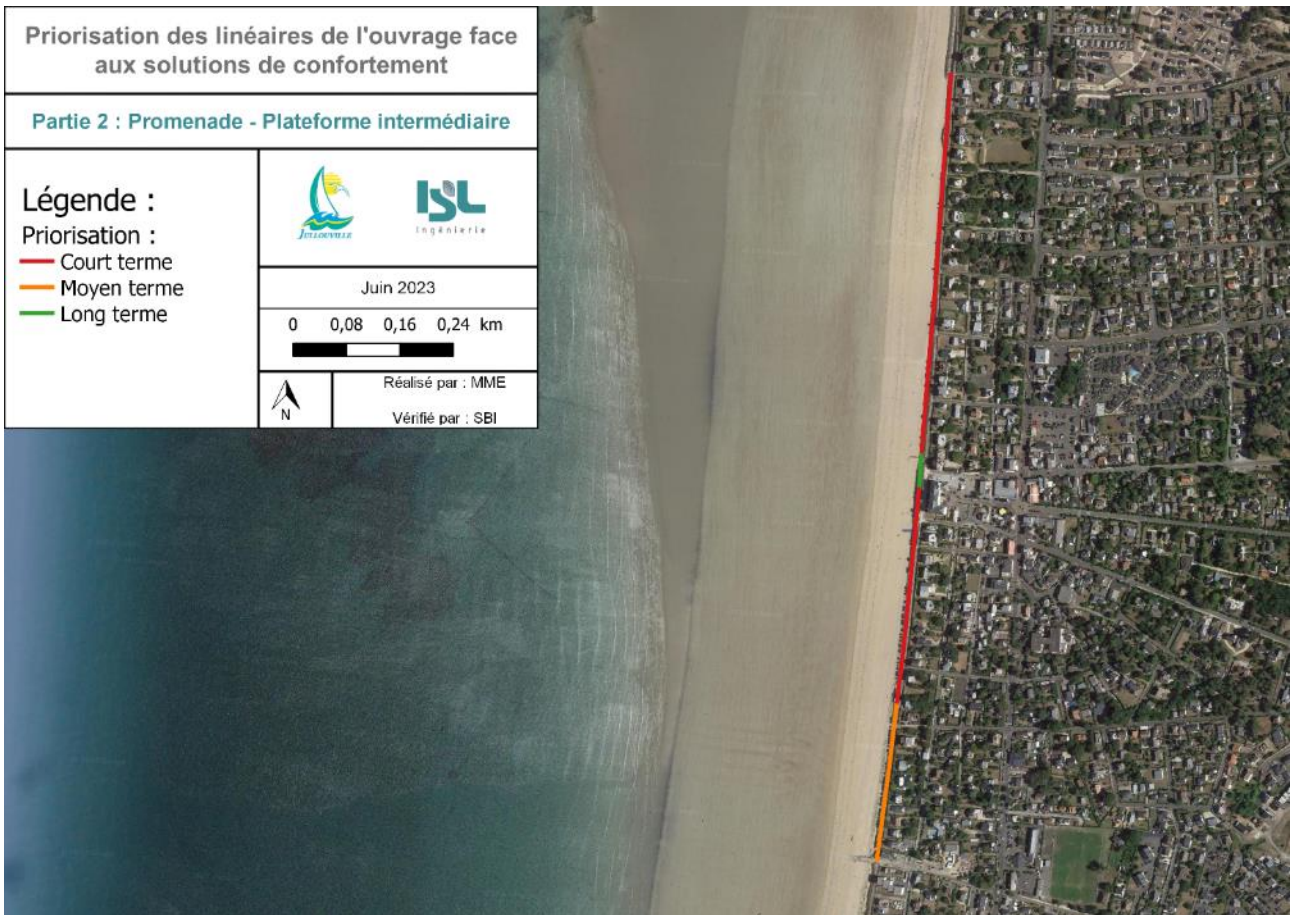 Priorisation des linéaires de l'ouvrage face
aux solutions de confortement
Partie 2 : Promenade - Plateforme intermédiaire
Légende :
Priorisation :
Court terme
Moyen terme
Long terme
JULLOUVILLE
ISL
Ingénierie
Juin 2023
0 0,08 0,16 0,24 km
N
Réalisé par : MME
Vérifié par : SBI